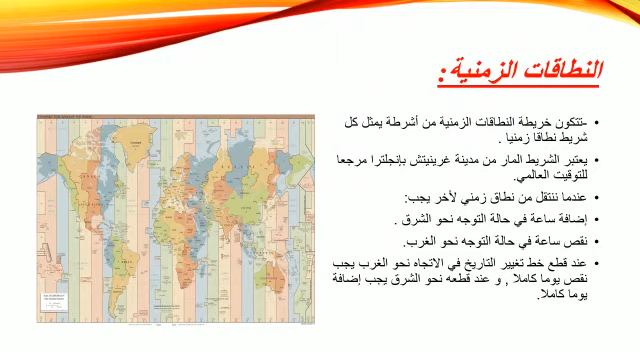 النطاقات الزمنية:
• -تتكون خريطة النطاقات الزمنية من أشرطة يمثل كل
شريط نطاقا زمنيا .
• يعتبر الشريط المار من مدينة غرينيتش بإنجلترا مرجعا
للتوقيت العالمي.
• عندما ننتقل من نطاق زمني لأخر يجب:
• إضافة ساعة في حالة التوجه نحو الشرق .
• نقص ساعة في حالة التوجه نحو الغرب.
• عند قطع خط تغيير التاريخ في الاتجاه نحو الغرب يجب
نقص يوما كاملا , و عند قطعه نحو الشرق يجب إضافة
يوما كاملا.